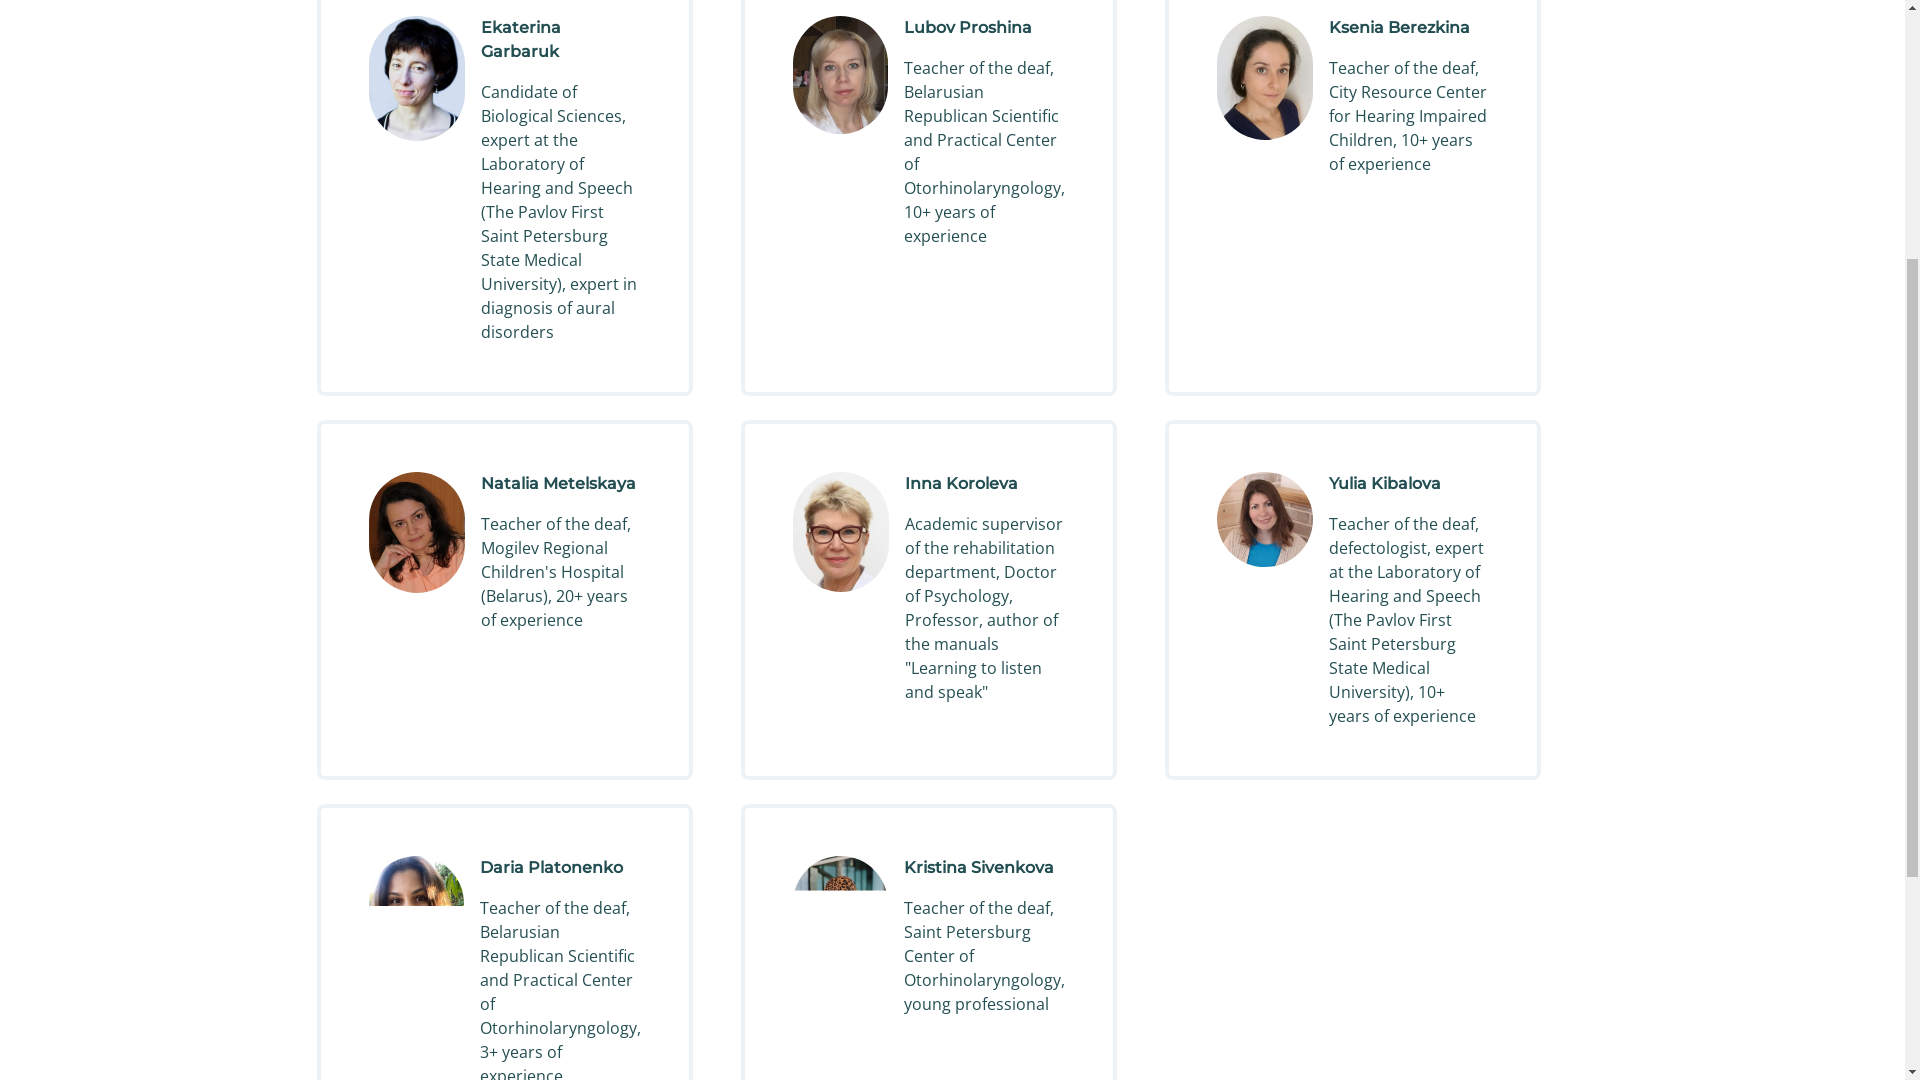 Ekaterina
Garbaruk
Candidate of
Biological Sciences,
expert at the
Laboratory of
Hearing and Speech
(The Pavlov First
Saint Petersburg
State Medical
University), expert in
diagnosis of aural
disorders
Lubov Proshina
Teacher of the deaf,
Belarusian
Republican Scientific
and Practical Center
of
Otorhinolaryngology,
10+ years of
experience
Ksenia Berezkina
Teacher of the deaf,
City Resource Center
for Hearing Impaired
Children, 10+ years
of experience
Natalia Metelskaya
Teacher of the deaf,
Mogilev Regional
Children's Hospital
(Belarus), 20+ years
of experience
Inna Koroleva
Academic supervisor
of the rehabilitation
department, Doctor
of Psychology,
Professor, author of
the manuals
"Learning to listen
and speak"
Yulia Kibalova
Teacher of the deaf,
defectologist, expert
at the Laboratory of
Hearing and Speech
(The Pavlov First
Saint Petersburg
State Medical
University), 10+
years of experience
Daria Platonenko
Teacher of the deaf,
Belarusian
Republican Scientific
and Practical Center
of
Otorhinolaryngology,
3+ years of
experience
Kristina Sivenkova
Teacher of the deaf,
Saint Petersburg
Center of
Otorhinolaryngology,
young professional